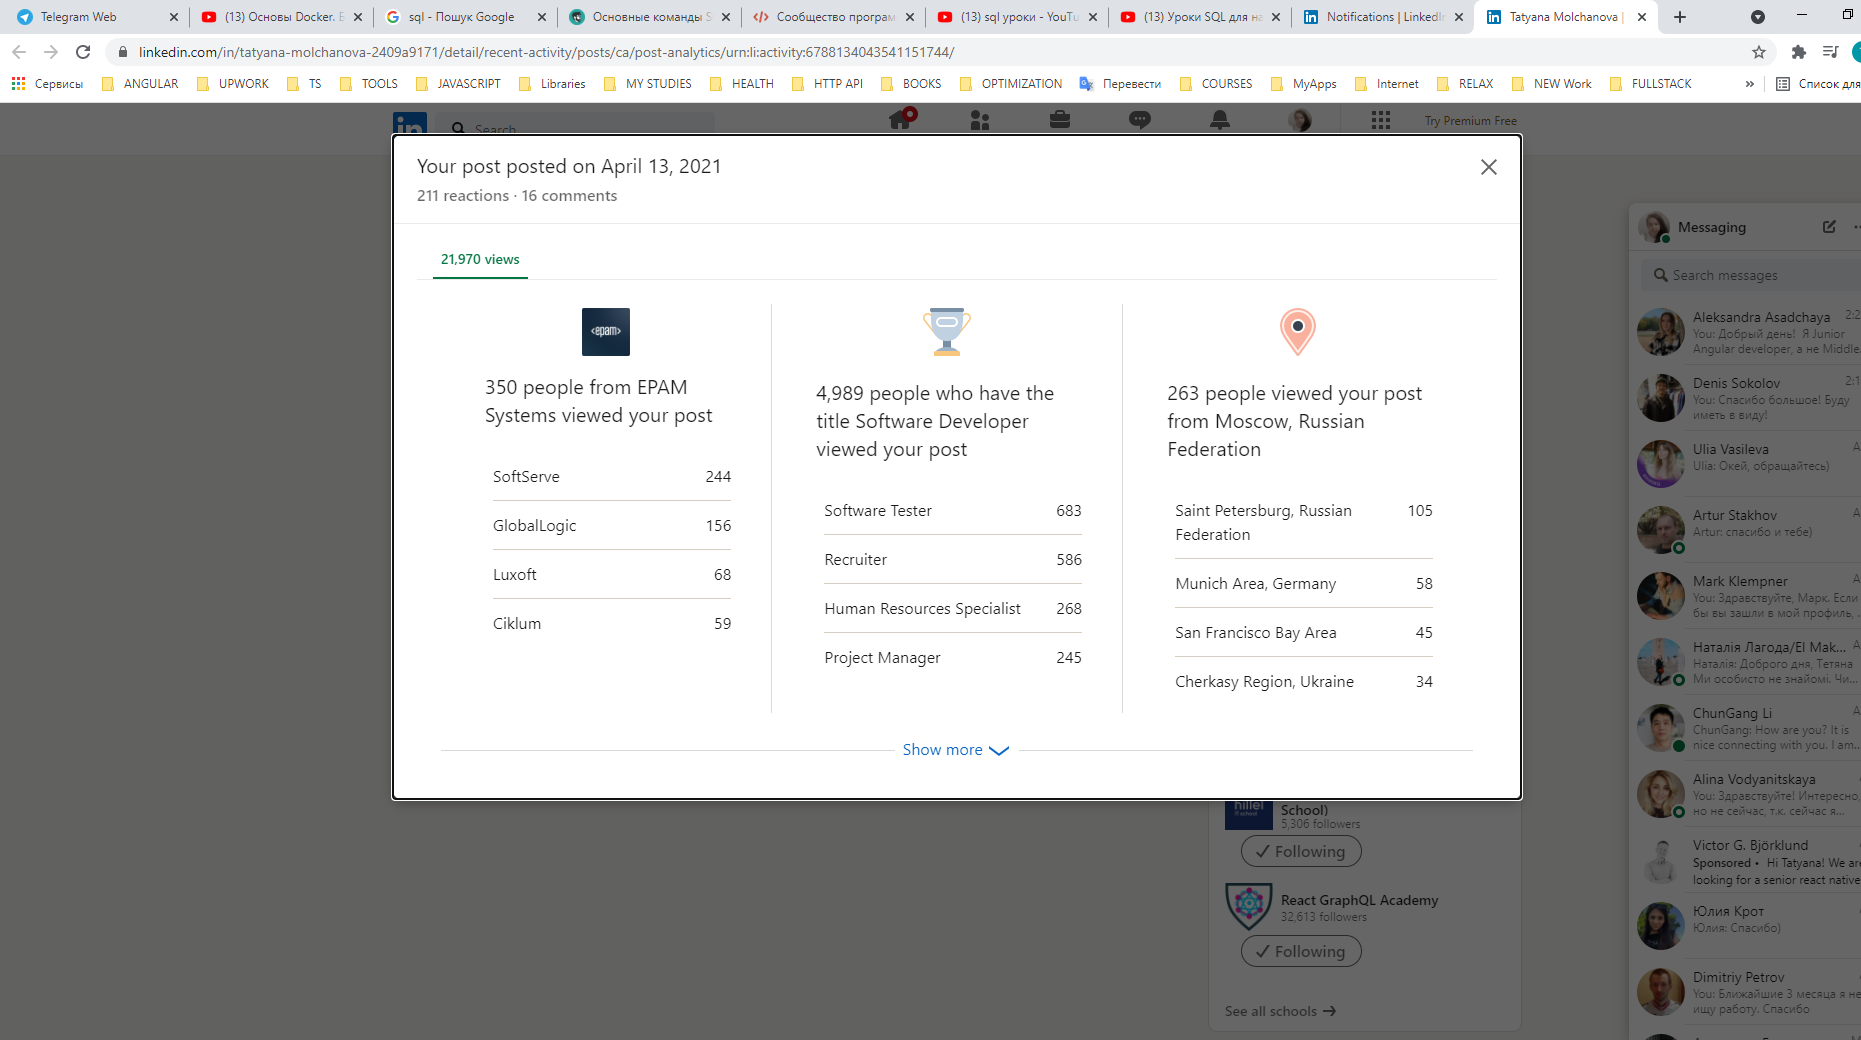 Telegram Web
(13) Основы Docker.
sql - Пошук Google
Основные команды
Сообщество програм
(13) sql уроки - YouTu
(13) Уроки SQL для на
Notifications | LinkedIn
Tatyana Molchanova |
linkedin.com/in/tatyana-molchanova-2409a9171/detail/recent-activity/posts/ca/post-analytics/urn:li:activity:6788134043541151744/
Сервисы
ANGULAR
UPWORK
TS
TOOLS
JAVASCRIPT
Libraries
MY STUDIES
HEALTH
HTTP API
BOOKS
OPTIMIZATION
Перевести
COURSES
MyApps
Internet
RELAX
NEW Work
FULLSTACK
»
Список для
in
Search
Try Premium Free
Your post posted on April 13, 2021
211 reactions · 16 comments
21,970 views
<epam>
350 people from EPAM
Systems viewed your post
SoftServe 244
GlobalLogic 156
Luxoft 68
Ciklum 59
4,989 people who have the
title Software Developer
viewed your post
Software Tester 683
Recruiter 586
Human Resources Specialist 268
Project Manager 245
263 people viewed your post
from Moscow, Russian
Federation
Saint Petersburg, Russian 105
Federation
Munich Area, Germany 58
San Francisco Bay Area 45
Cherkasy Region, Ukraine 34
Show more
hillel
School)
5,306 followers
Following
React GraphQL Academy
32,613 followers
Following
See all schools →
Messaging
Search messages
Aleksandra Asadchaya 2:2
You: Добрый день! Я Junior
Angular developer, а не Middle.
Denis Sokolov 2:1
You: Спасибо большое! Буду
иметь в виду!
Ulia Vasileva A
Ulia: Окей, обращайтесь)
Artur Stakhov A
Artur: спасибо и тебе)
Mark Klempner A
You: Здравствуйте, Марк. Если
бы вы зашли в мой профиль, .
Наталія Лагода/El Mak... A
Наталія: Доброго дня, Тетяна
Ми особисто не знайомі. Чи...
ChunGang Li A
ChunGang: How are you? It is
nice connecting with you. I am...
Alina Vodyanitskaya
You: Здравствуйте! Интересно,
но не сейчас, т.к. сейчас я...
Victor G. Björklund
Sponsored • Hi Tatyana! We are
looking for a senior react native
Юлия Крот
Юлия: Спасибо)
Dimitriy Petrov
You: Ближайшие 3 месяца я не
ищу работу. Спасибо